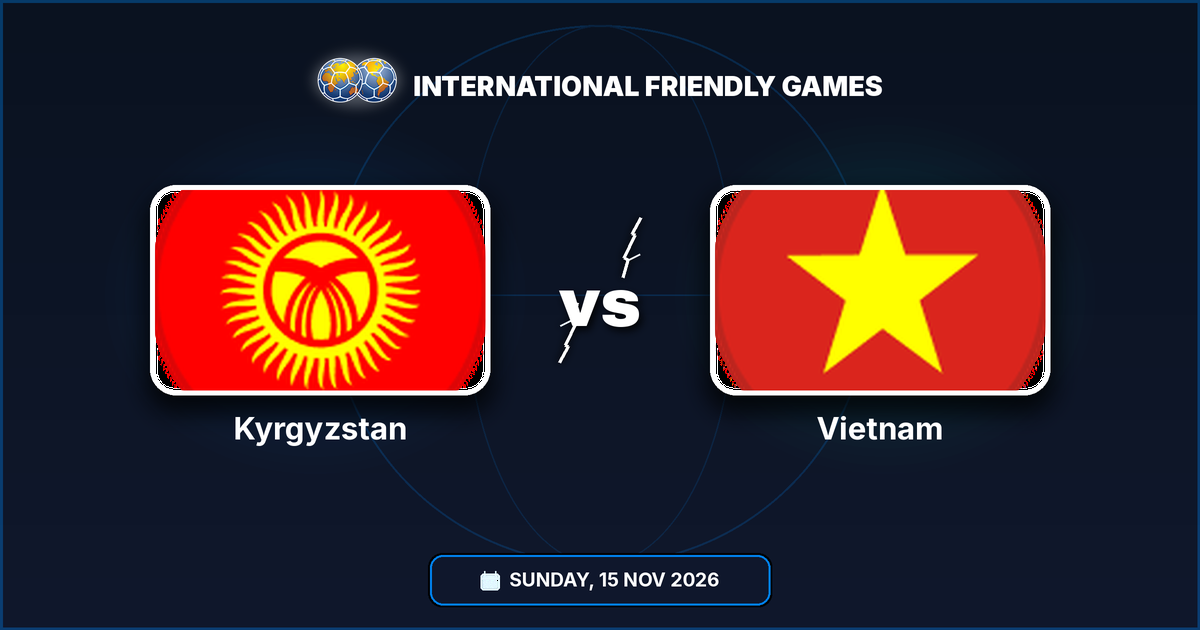 INTERNATIONAL FRIENDLY GAMES
vs
Kyrgyzstan
Vietnam
SUNDAY, 15 NOV 2026